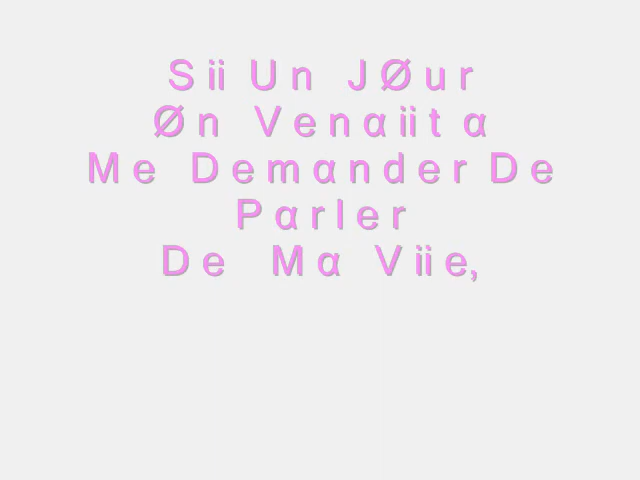 Sii Un JØur
Øn Venαiit α
Me Demαnder De
Pαrler
De Mα Viie,